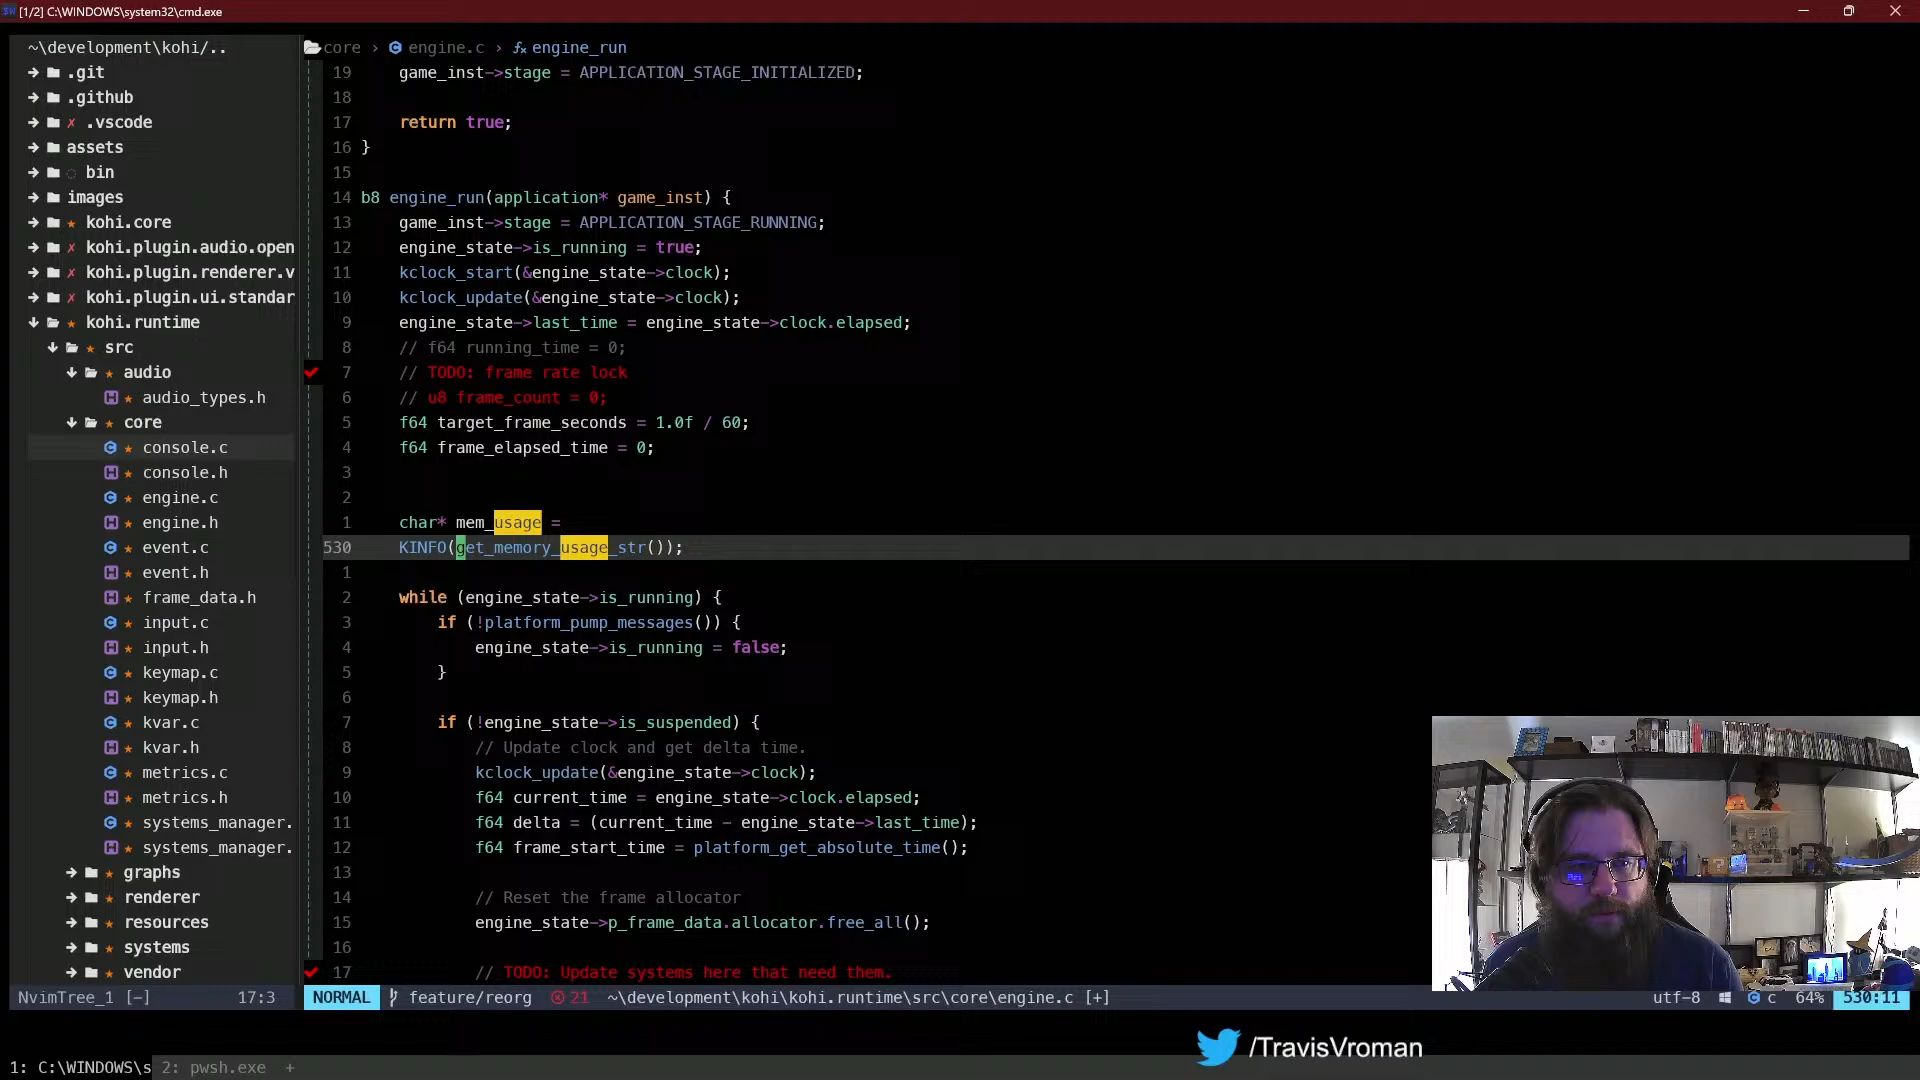 [1/2] C:\WINDOWS\system32\cmd.exe
~\development\kohi/..
.git
.github
✗ .vscode
assets
bin
images
kohi.core
✗ kohi.plugin.audio.open
✗ kohi.plugin.renderer.v
✗ kohi.plugin.ui.standar
kohi.runtime
src
audio
audio_types.h
core
console.c
console.h
engine.c
engine.h
event.c
event.h
frame_data.h
input.c
input.h
keymap.c
keymap.h
kvar.c
kvar.h
metrics.c
metrics.h
systems_manager.
systems_manager.
graphs
renderer
resources
systems
vendor
NvimTree_1 [-] 17:3
core › engine.c › engine_run
19 game_inst->stage = APPLICATION_STAGE_INITIALIZED;
18
17 return true;
16 }
15
14 b8 engine_run(application* game_inst) {
13 game_inst->stage = APPLICATION_STAGE_RUNNING;
12 engine_state->is_running = true;
11 kclock_start(&engine_state->clock);
10 kclock_update(&engine_state->clock);
9 engine_state->last_time = engine_state->clock.elapsed;
8 // f64 running_time = 0;
7 // TODO: frame rate lock
6 // u8 frame_count = 0;
5 f64 target_frame_seconds = 1.0f / 60;
4 f64 frame_elapsed_time = 0;
3
2
1 char* mem_usage =
530 KINFO(get_memory_usage_str());
1
2 while (engine_state->is_running) {
3 if (!platform_pump_messages()) {
4 engine_state->is_running = false;
5 }
6
7 if (!engine_state->is_suspended) {
8 // Update clock and get delta time.
9 kclock_update(&engine_state->clock);
10 f64 current_time = engine_state->clock.elapsed;
11 f64 delta = (current_time - engine_state->last_time);
12 f64 frame_start_time = platform_get_absolute_time();
13
14 // Reset the frame allocator
15 engine_state->p_frame_data.allocator.free_all();
16
17 // TODO: Update systems here that need them.
NORMAL feature/reorg 21 ~\development\kohi\kohi.runtime\src\core\engine.c [+] utf-8 c 64% 530:11
/TravisVroman
1: C:\WINDOWS\s 2: pwsh.exe +